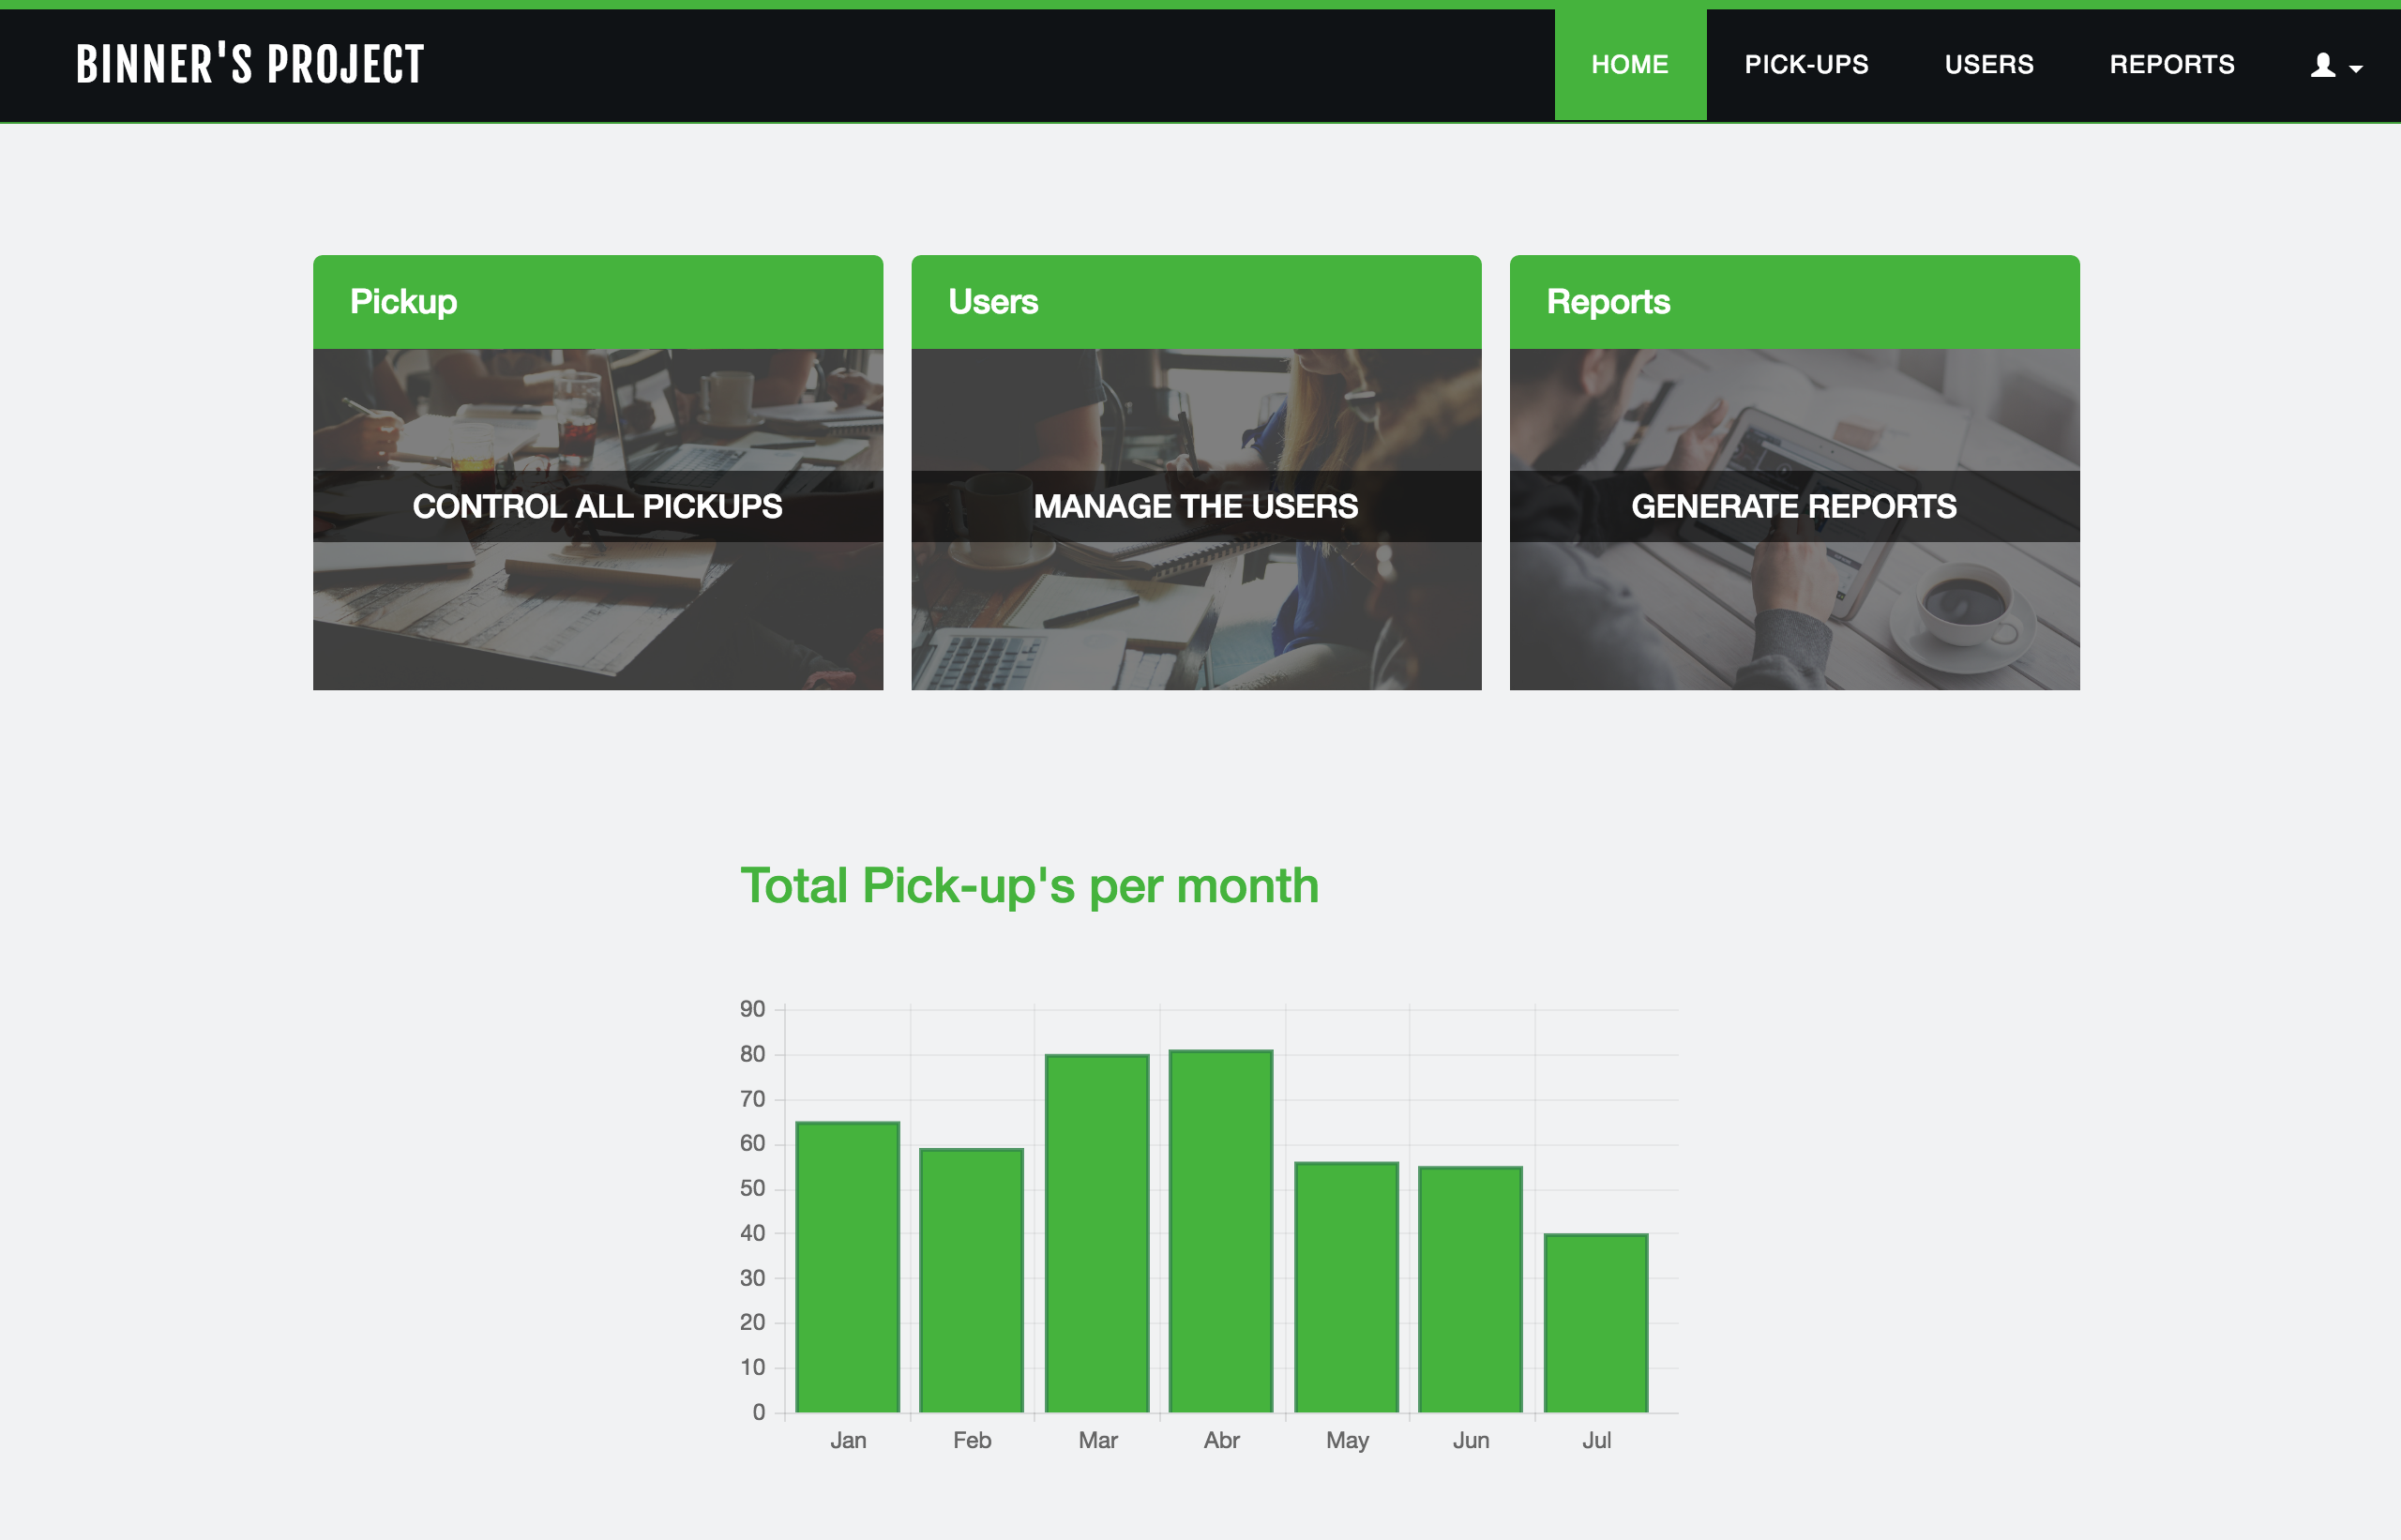 BINNER'S PROJECT
HOME PICK-UPS USERS REPORTS
Pickup
CONTROL ALL PICKUPS
Users
MANAGE THE USERS
Reports
GENERATE REPORTS
Total Pick-up's per month
90
80
70
60
50
40
30
20
10
0
Jan Feb Mar Abr May Jun Jul